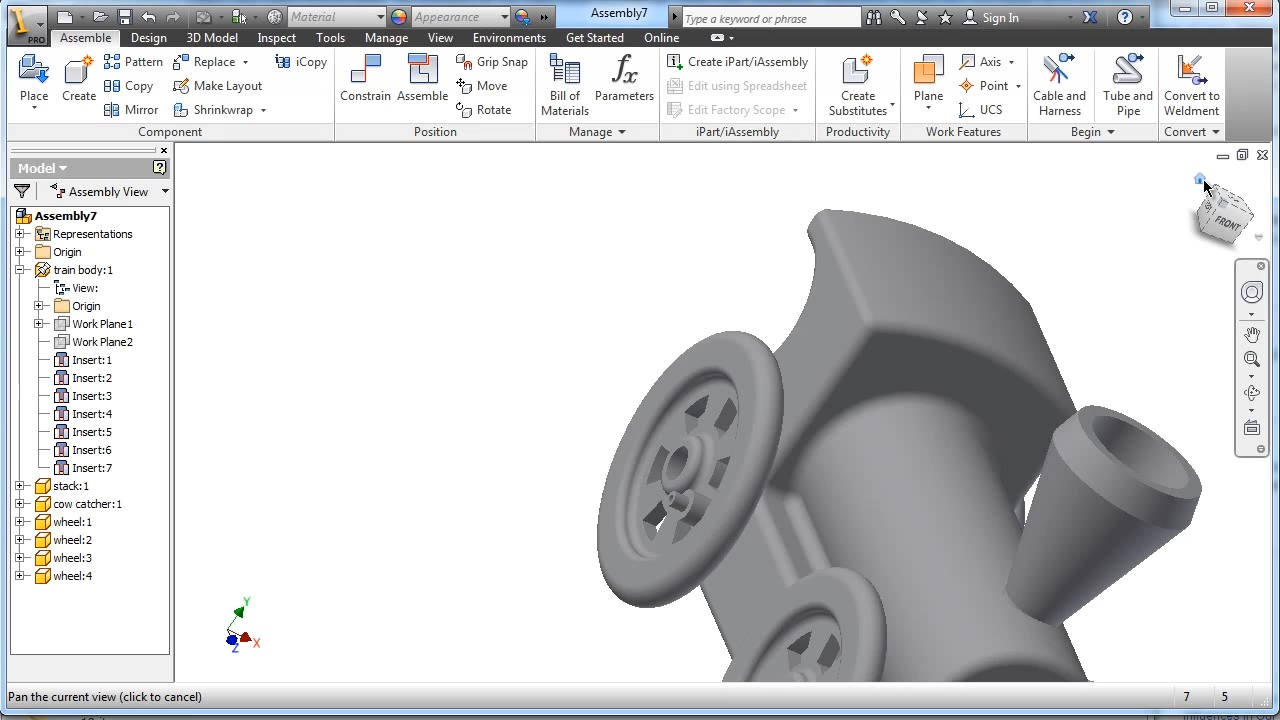 Material
Appearance
Assembly7
Type a keyword or phrase
Sign In
PRO
Assemble
Design
3D Model
Inspect
Tools
Manage
View
Environments
Get Started
Online
Place
Create
Pattern
Copy
Mirror
Replace
Make Layout
Shrinkwrap
iCopy
Component
Constrain
Assemble
Grip Snap
Move
Rotate
Position
Bill of
Materials
fx
Parameters
Manage
Create iPart/iAssembly
Edit using Spreadsheet
Edit Factory Scope
iPart/iAssembly
Create
Substitutes
Productivity
Plane
Axis
Point
UCS
Work Features
Cable and
Harness
Tube and
Pipe
Begin
Convert to
Weldment
Convert
Model
Assembly View
Assembly7
Representations
Origin
train body:1
View:
Origin
Work Plane1
Work Plane2
Insert:1
Insert:2
Insert:3
Insert:4
Insert:5
Insert:6
Insert:7
stack:1
cow catcher:1
wheel:1
wheel:2
wheel:3
wheel:4
FRONT
Y
X
Z
Pan the current view (click to cancel)
7
5